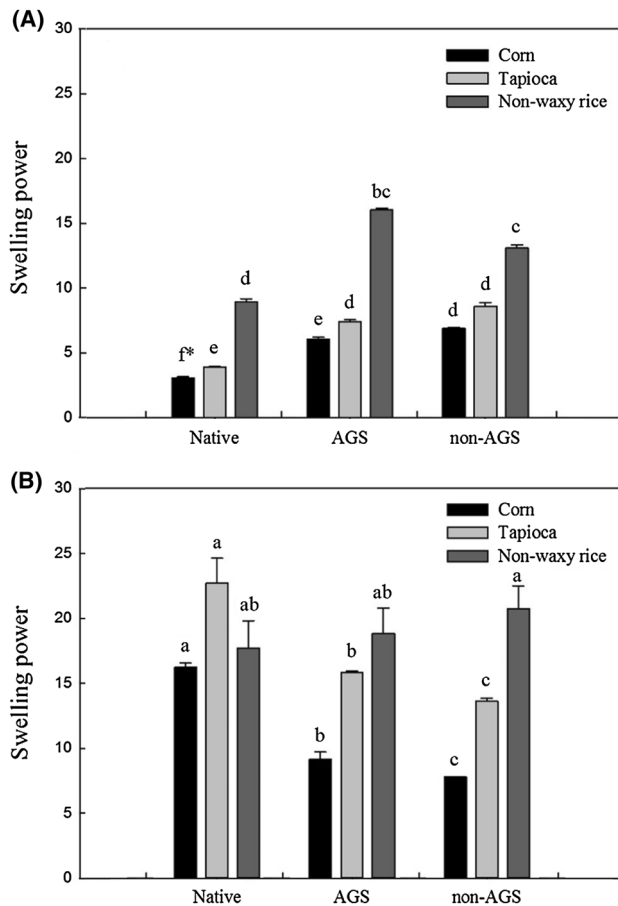 (A)
30
25
20
15
10
5
0
Swelling power
Corn
Tapioca
Non-waxy rice
f* e d
e d bc
d d c
Native AGS non-AGS
(B)
30
25
20
15
10
5
0
Swelling power
Corn
Tapioca
Non-waxy rice
a a ab
b b ab
c c a
Native AGS non-AGS